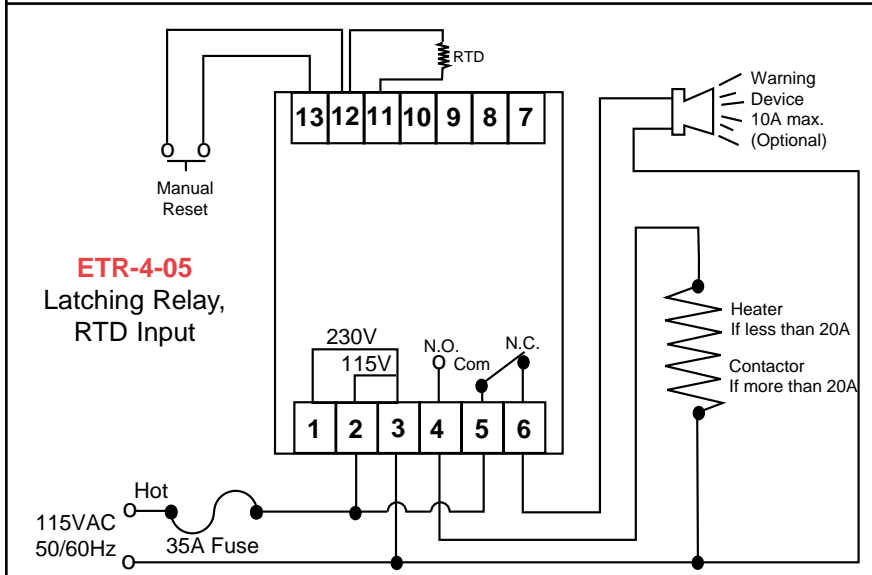 RTD
13 12 11 10 9 8 7
Warning
Device
10A max.
(Optional)
O O
Manual
Reset
ETR-4-05
Latching Relay,
RTD Input
230V
115V
N.O.
Com
N.C.
Heater
If less than 20A
Contactor
If more than 20A
1 2 3 4 5 6
Hot
115VAC
50/60Hz
35A Fuse